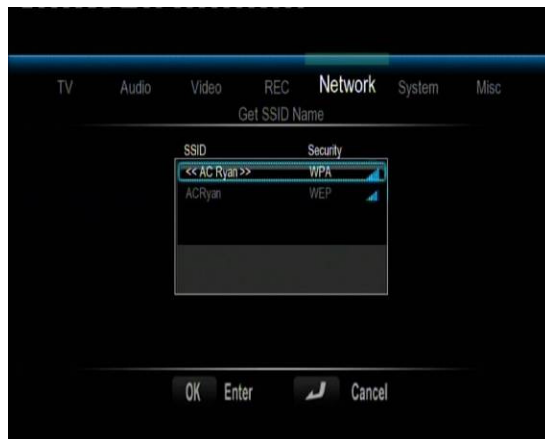 TV Audio Video REC Network System Misc
Get SSID Name
SSID Security
<< AC Ryan >> WPA
ACRyan WEP
OK Enter Cancel